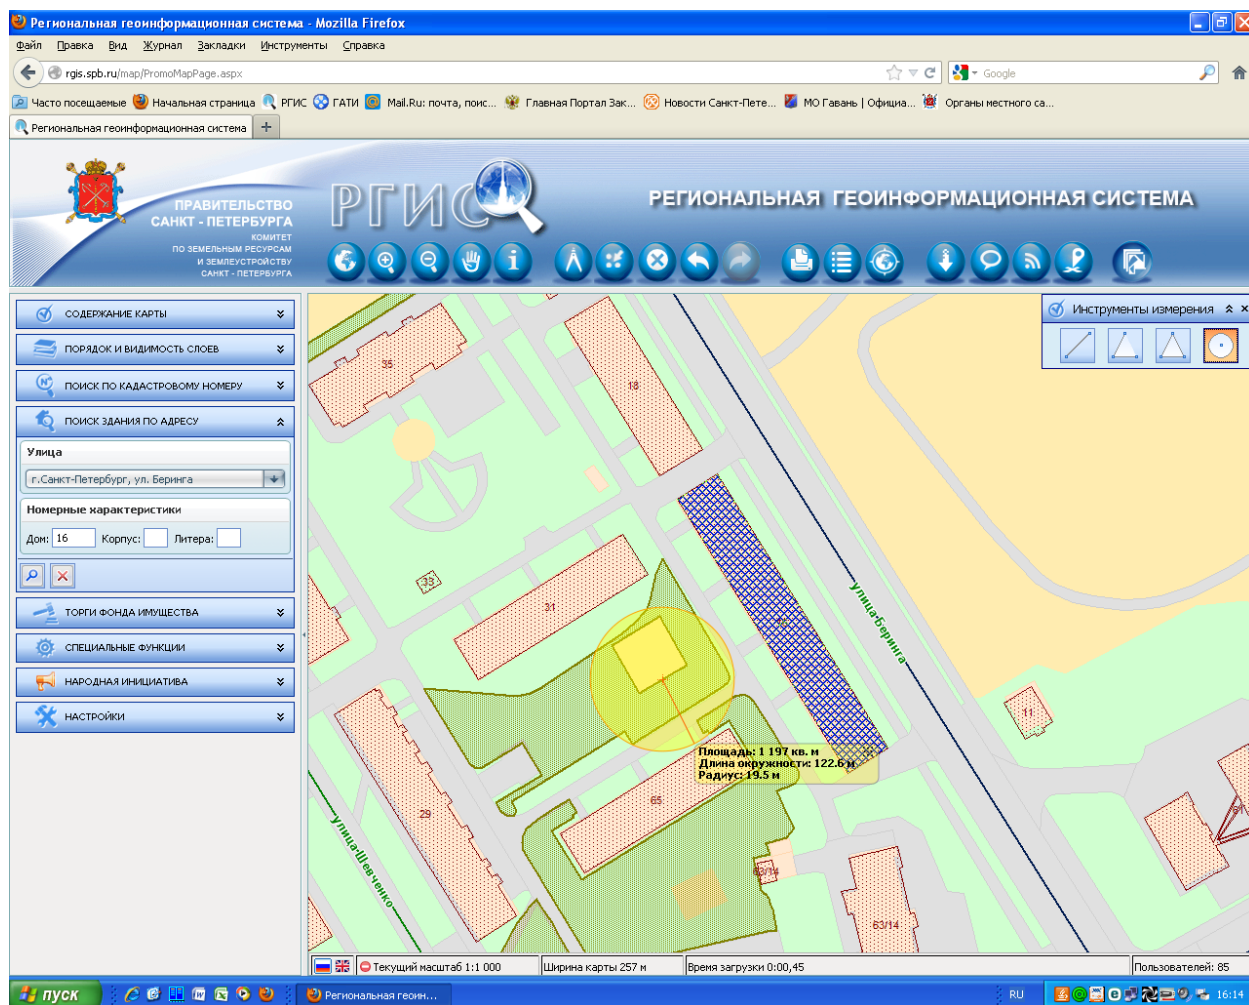 Региональная геоинформационная система - Mozilla Firefox
Файл Правка Вид Журнал Закладки Инструменты Справка
rgis.spb.ru/map/PromoMapPage.aspx
Google
Часто посещаемые Начальная страница РГИС ГАТИ Mail.Ru: почта, поис... Главная Портал Зак... Новости Санкт-Пете... МО Гавань | Официа... Органы местного са...
Региональная геоинформационная система
ПРАВИТЕЛЬСТВО
САНКТ - ПЕТЕРБУРГА
КОМИТЕТ
ПО ЗЕМЕЛЬНЫМ РЕСУРСАМ
И ЗЕМЛЕУСТРОЙСТВУ
САНКТ - ПЕТЕРБУРГА
РГИС
РЕГИОНАЛЬНАЯ ГЕОИНФОРМАЦИОННАЯ СИСТЕМА
СОДЕРЖАНИЕ КАРТЫ
ПОРЯДОК И ВИДИМОСТЬ СЛОЕВ
ПОИСК ПО КАДАСТРОВОМУ НОМЕРУ
ПОИСК ЗДАНИЯ ПО АДРЕСУ
Улица
г.Санкт-Петербург, ул. Беринга
Номерные характеристики
Дом: 16 Корпус: Литера:
ТОРГИ ФОНДА ИМУЩЕСТВА
СПЕЦИАЛЬНЫЕ ФУНКЦИИ
НАРОДНАЯ ИНИЦИАТИВА
НАСТРОЙКИ
Инструменты измерения
35
18
33
31
улица Беринга
11
Площадь: 1 197 кв. м
Длина окружности: 122.6 м
Радиус: 19.5 м
65
29
улица Шевченко
63/14
63/14
Текущий масштаб 1:1 000
Ширина карты 257 м
Время загрузки 0:00,45
Пользователей: 85
пуск
Региональная геоин...
RU
16:14